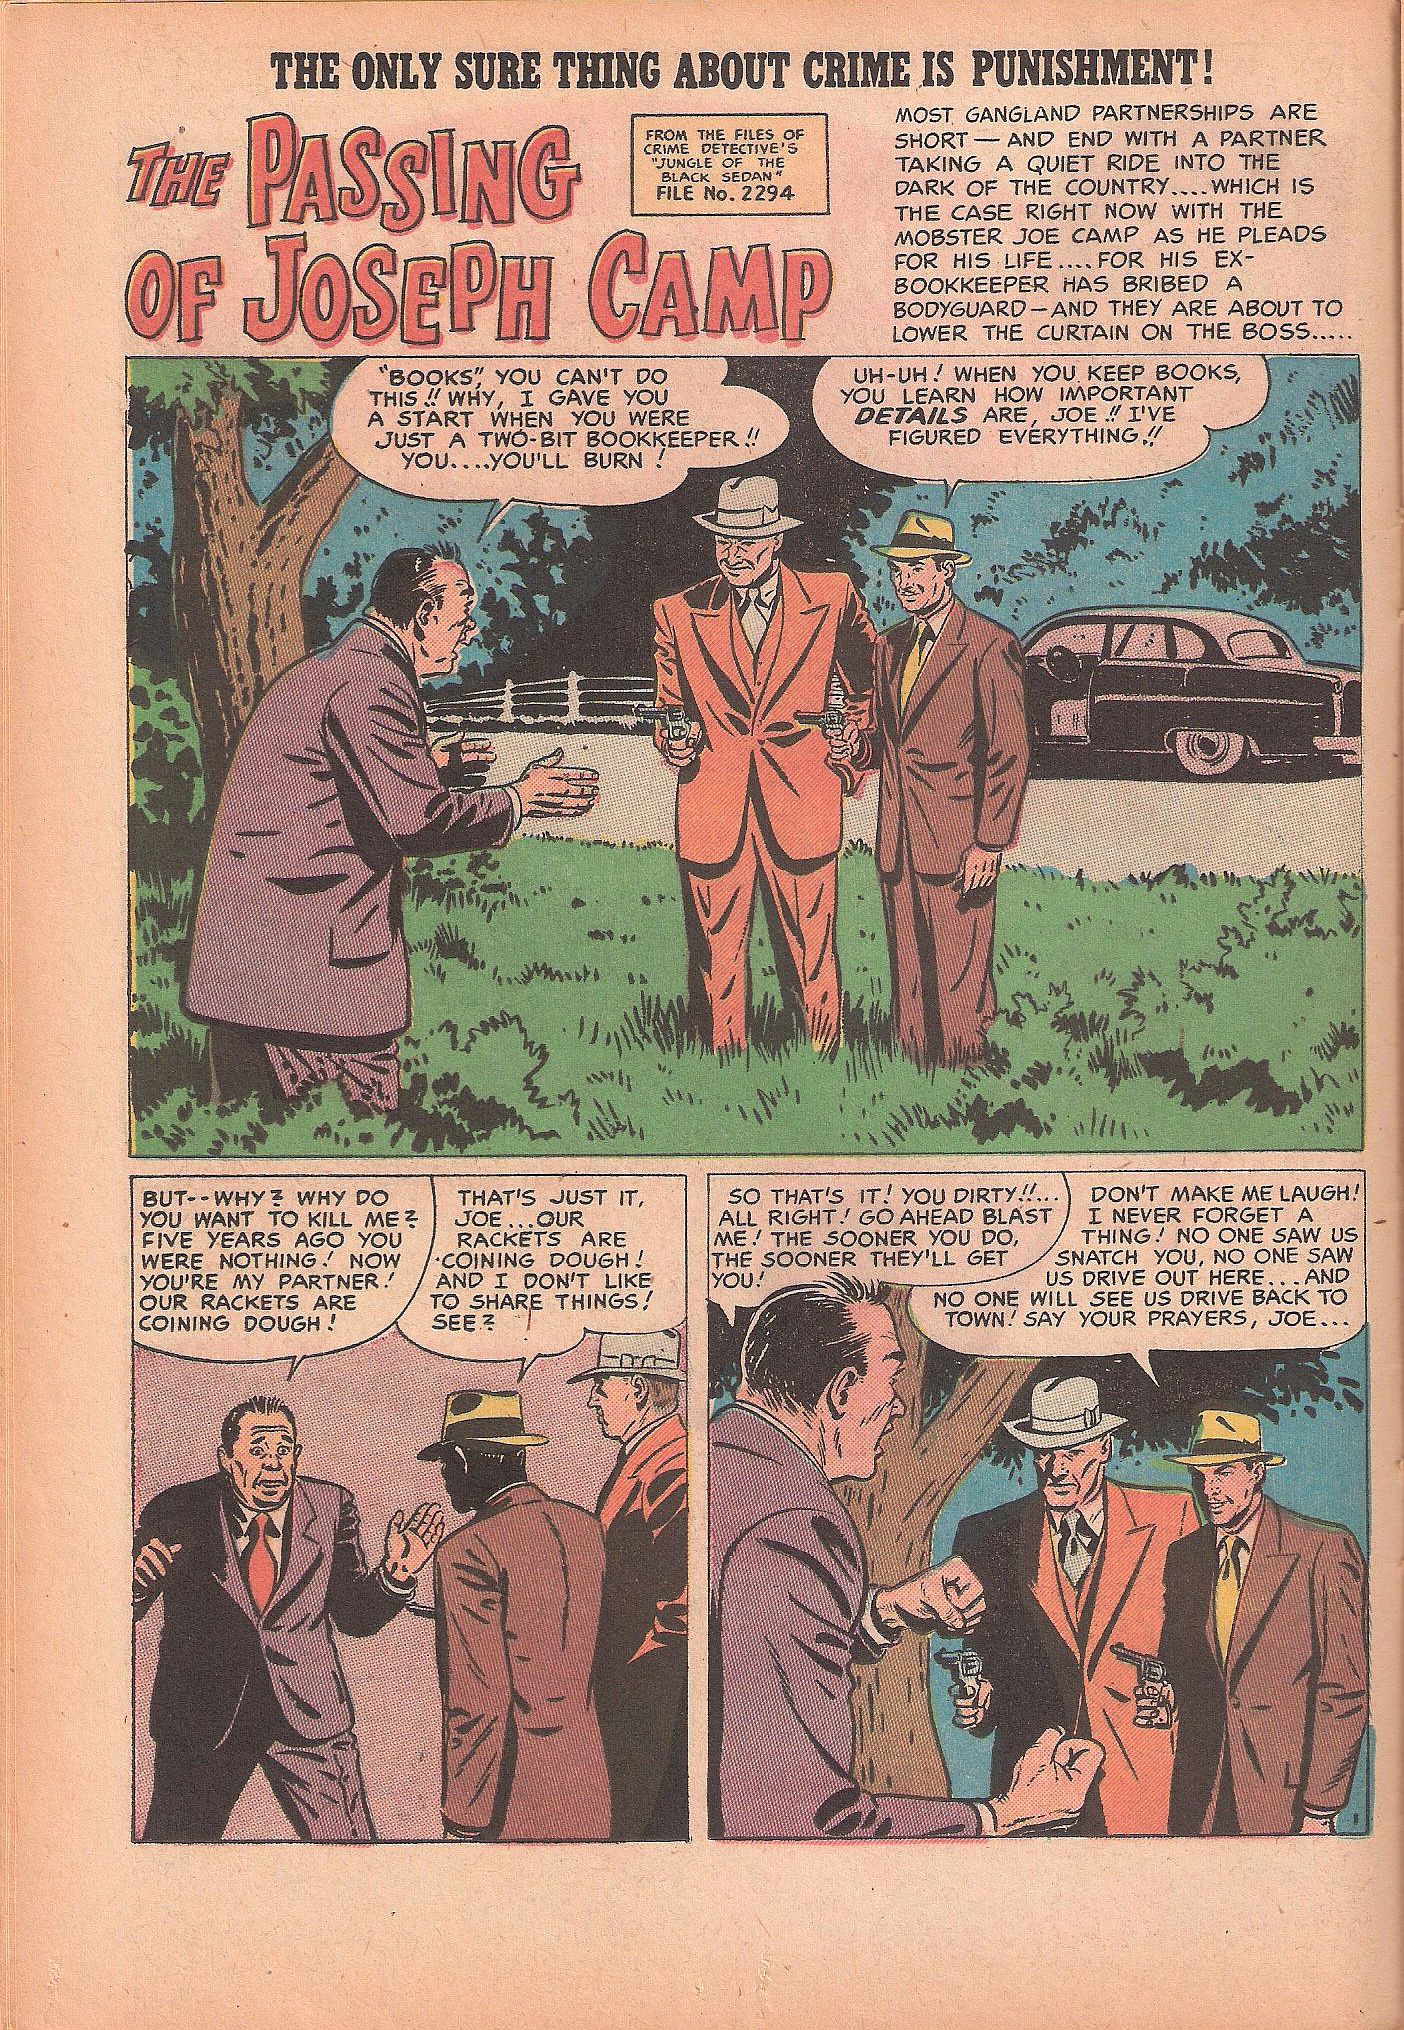 THE ONLY SURE THING ABOUT CRIME IS PUNISHMENT!
THE PASSING
OF JOSEPH CAMP
FROM THE FILES OF
CRIME DETECTIVE'S
"JUNGLE OF THE
BLACK SEDAN"
FILE No. 2294
MOST GANGLAND PARTNERSHIPS ARE
SHORT — AND END WITH A PARTNER
TAKING A QUIET RIDE INTO THE
DARK OF THE COUNTRY.... WHICH IS
THE CASE RIGHT NOW WITH THE
MOBSTER JOE CAMP AS HE PLEADS
FOR HIS LIFE.... FOR HIS EX-
BOOKKEEPER HAS BRIBED A
BODYGUARD — AND THEY ARE ABOUT TO
LOWER THE CURTAIN ON THE BOSS.....
"BOOKS", YOU CAN'T DO
THIS!! WHY, I GAVE YOU
A START WHEN YOU WERE
JUST A TWO-BIT BOOKKEEPER!!
YOU....YOU'LL BURN!
UH-UH! WHEN YOU KEEP BOOKS,
YOU LEARN HOW IMPORTANT
DETAILS ARE, JOE!! I'VE
FIGURED EVERYTHING!!
BUT-- WHY? WHY DO
YOU WANT TO KILL ME?
FIVE YEARS AGO YOU
WERE NOTHING! NOW
YOU'RE MY PARTNER!
OUR RACKETS ARE
COINING DOUGH!
THAT'S JUST IT,
JOE...OUR
RACKETS ARE
COINING DOUGH!
AND I DON'T LIKE
TO SHARE THINGS!
SEE?
SO THAT'S IT! YOU DIRTY!!...
ALL RIGHT! GO AHEAD BLAST
ME! THE SOONER YOU DO,
THE SOONER THEY'LL GET
YOU!
DON'T MAKE ME LAUGH!
I NEVER FORGET A
THING! NO ONE SAW US
SNATCH YOU, NO ONE SAW
US DRIVE OUT HERE...AND
NO ONE WILL SEE US DRIVE BACK TO
TOWN! SAY YOUR PRAYERS, JOE...